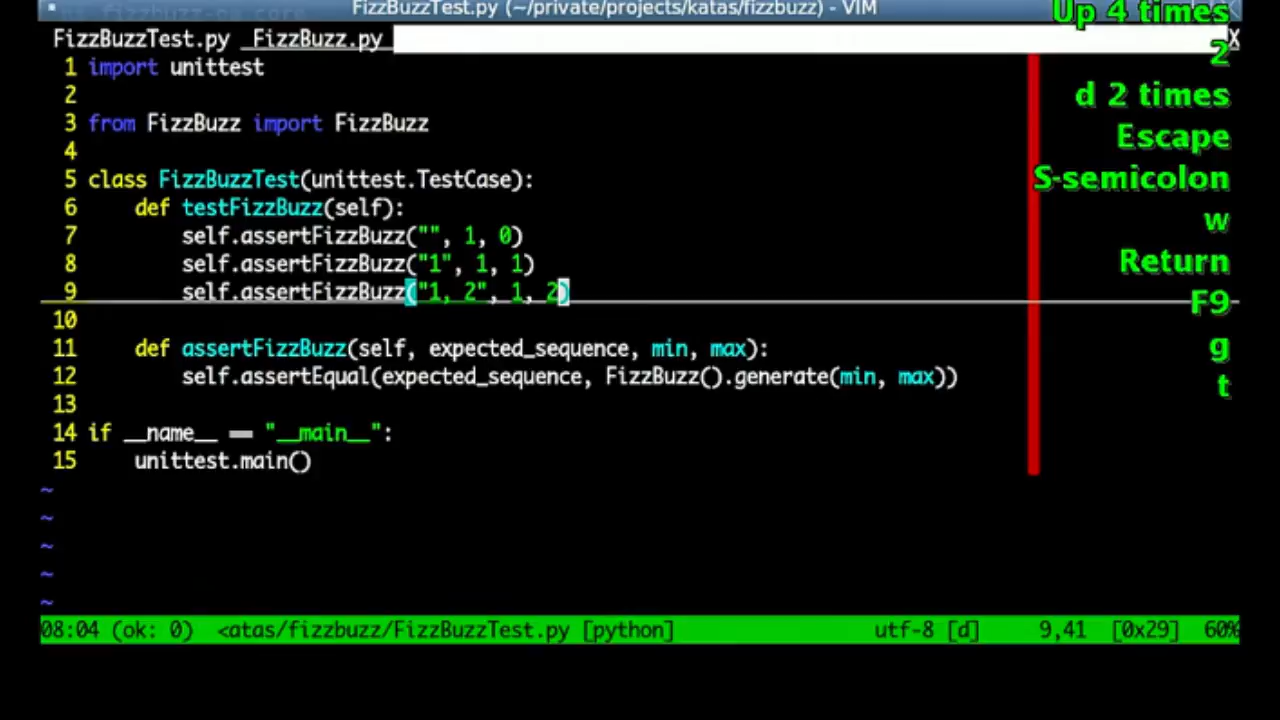 FizzBuzzTest.py (~/private/projects/katas/fizzbuzz) - VIM
FizzBuzzTest.py FizzBuzz.py X
1 import unittest
2
3 from FizzBuzz import FizzBuzz
4
5 class FizzBuzzTest(unittest.TestCase):
6 def testFizzBuzz(self):
7 self.assertFizzBuzz("", 1, 0)
8 self.assertFizzBuzz("1", 1, 1)
9 self.assertFizzBuzz("1, 2", 1, 2)
10
11 def assertFizzBuzz(self, expected_sequence, min, max):
12 self.assertEqual(expected_sequence, FizzBuzz().generate(min, max))
13
14 if __name__ == "__main__":
15 unittest.main()
~
~
~
~
~
08:04 (ok: 0) <atas/fizzbuzz/FizzBuzzTest.py [python] utf-8 [d] 9,41 [0x29] 60%
Up 4 times
2
d 2 times
Escape
S-semicolon
w
Return
F9
g
t